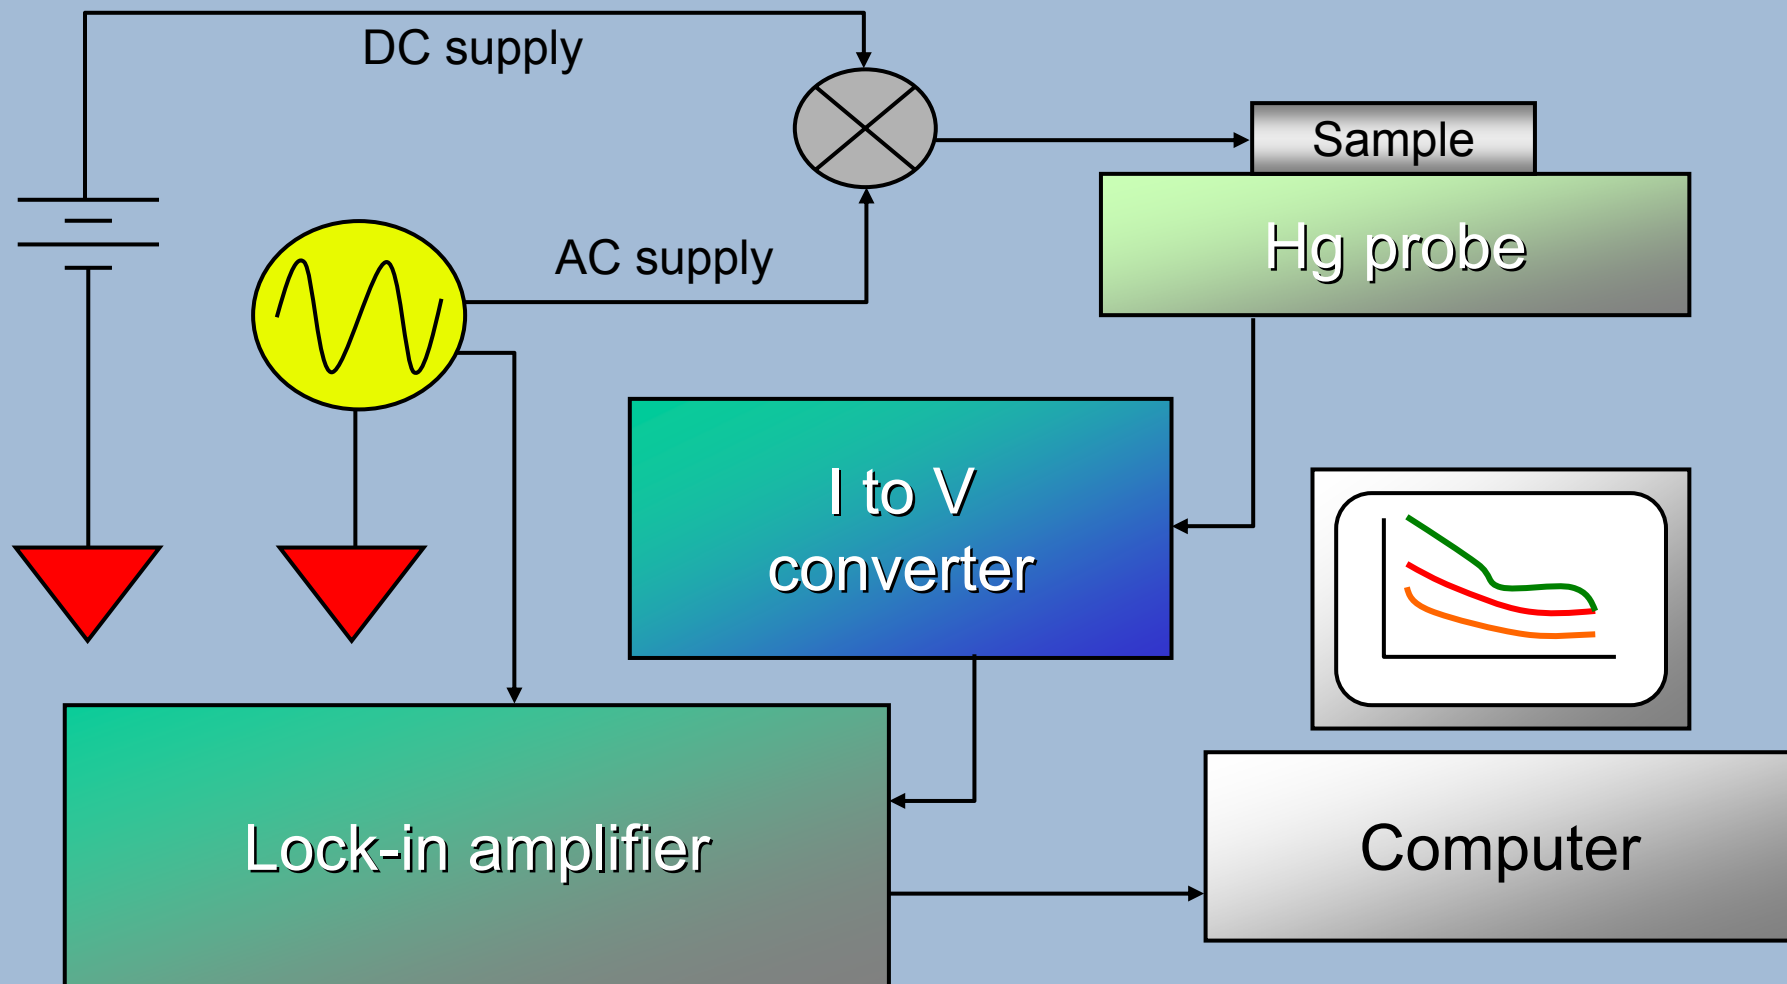 DC supply
Sample
AC supply
Hg probe
I to V
converter
Lock-in amplifier
Computer